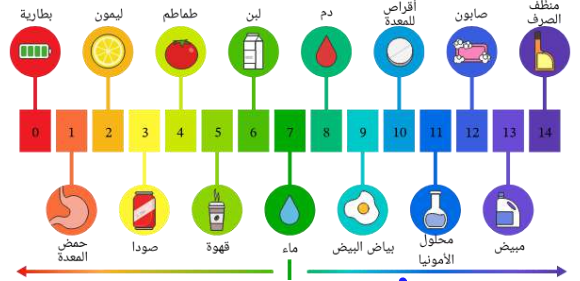 بطارية
ليمون
طماطم
لبن
دم
أقراص
للمعدة
صابون
منظف
الصرف
0 1 2 3 4 5 6 7 8 9 10 11 12 13 14
حمض
المعدة
صودا
قهوة
ماء
بياض البيض
محلول
الأمونيا
مبيض